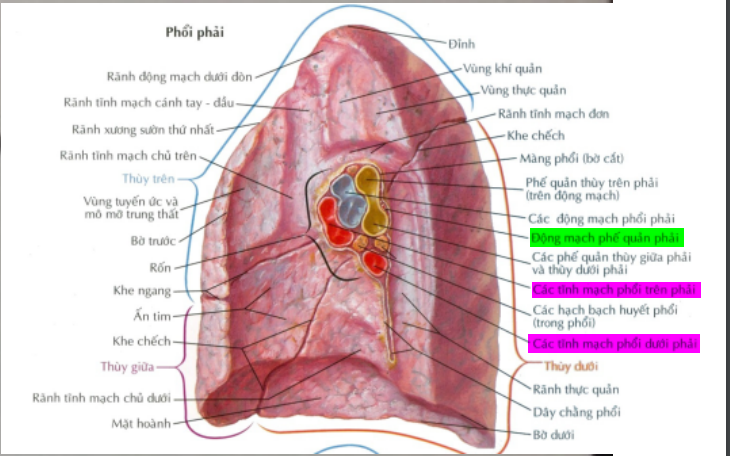 Phổi phải
Rãnh động mạch dưới đòn
Rãnh tĩnh mạch cánh tay - đầu
Rãnh xương sườn thứ nhất
Rãnh tĩnh mạch chủ trên
Thùy trên
Vùng tuyến ức và
mô mỡ trung thất
Bờ trước
Rốn
Khe ngang
Ấn tim
Khe chếch
Thùy giữa
Rãnh tĩnh mạch chủ dưới
Mặt hoành
Đỉnh
Vùng khí quản
Vùng thực quản
Rãnh tĩnh mạch đơn
Khe chếch
Màng phổi (bờ cắt)
Phế quản thùy trên phải
(trên động mạch)
Các động mạch phổi phải
Động mạch phế quản phải
Các phế quản thùy giữa phải
và thùy dưới phải
Các tĩnh mạch phổi trên phải
Các hạch bạch huyết phổi
(trong phổi)
Các tĩnh mạch phổi dưới phải
Thùy dưới
Rãnh thực quản
Dây chằng phổi
Bờ dưới